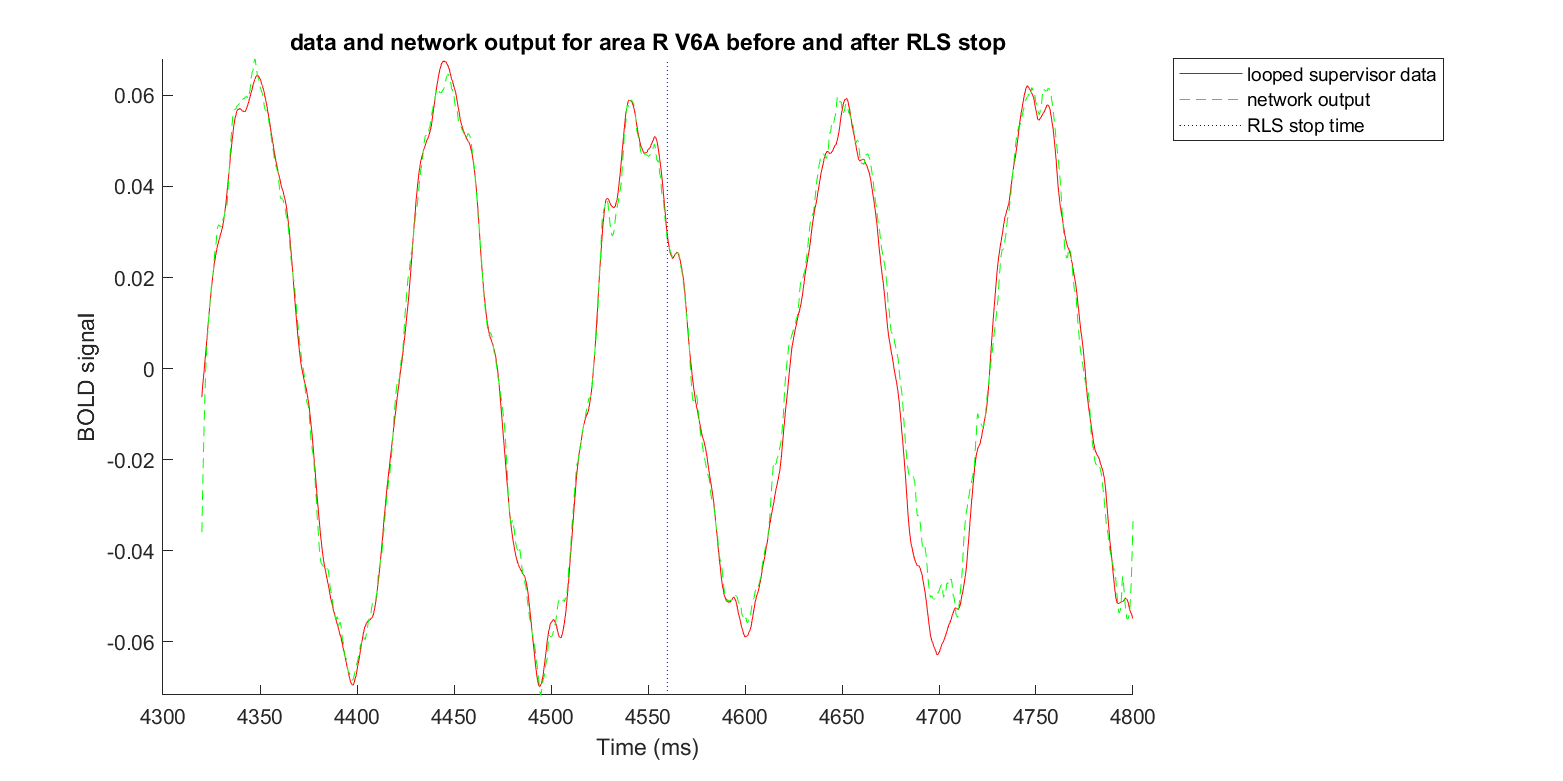 data and network output for area R V6A before and after RLS stop
looped supervisor data
network output
RLS stop time
BOLD signal
0.06
0.04
0.02
0
-0.02
-0.04
-0.06
4300 4350 4400 4450 4500 4550 4600 4650 4700 4750 4800
Time (ms)